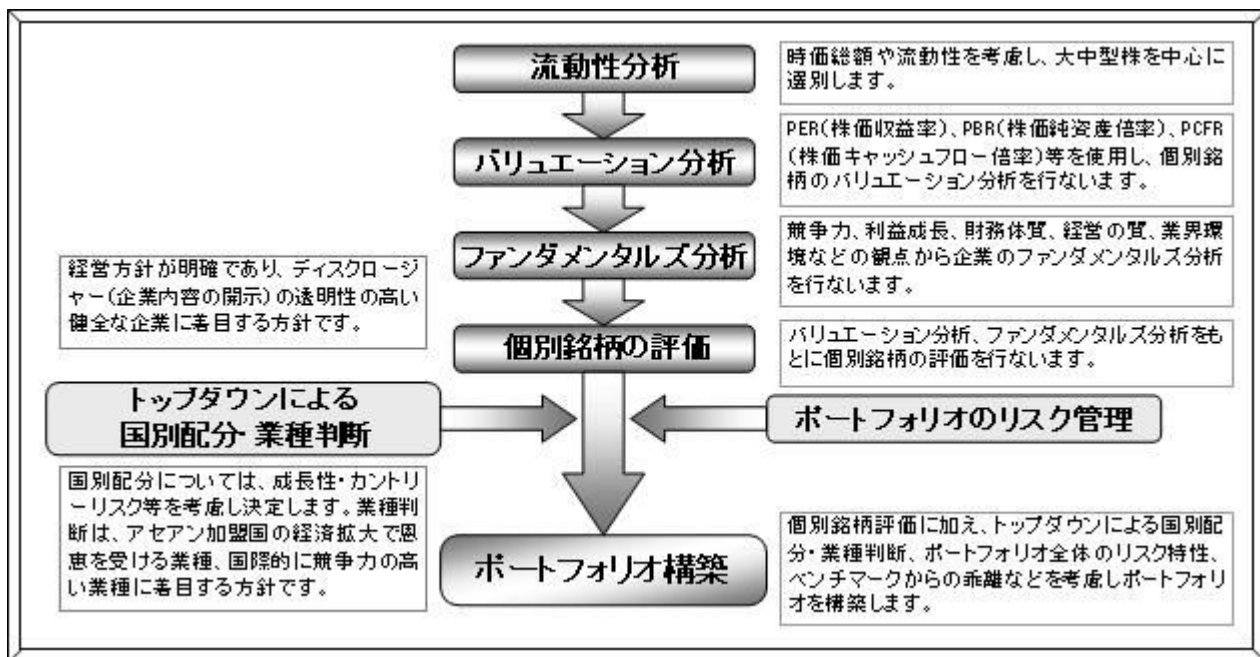 流動性分析
時価総額や流動性を考慮し、大中型株を中心に
選別します。
バリュエーション分析
PER(株価収益率)、PBR(株価純資産倍率)、PCFR
(株価キャッシュフロー倍率)等を使用し、個別銘
柄のバリュエーション分析を行ないます。
ファンダメンタルズ分析
競争力、利益成長、財務体質、経営の質、業界環
境などの観点から企業のファンダメンタルズ分析
を行ないます。
経営方針が明確であり、ディスクロージ
ャー(企業内容の開示)の透明性の高い
健全な企業に着目する方針です。
個別銘柄の評価
バリュエーション分析、ファンダメンタルズ分析をも
とに個別銘柄の評価を行ないます。
トップダウンによる
国別配分・業種判断
ポートフォリオのリスク管理
国別配分については、成長性・カントリ
ーリスク等を考慮し決定します。業種判
断は、アセアン加盟国の経済拡大で恩
恵を受ける業種、国際的に競争力の高
い業種に着目する方針です。
ポートフォリオ構築
個別銘柄評価に加え、トップダウンによる国別配
分・業種判断、ポートフォリオ全体のリスク特性、
ベンチマークからの乖離などを考慮しポートフォリ
オを構築します。